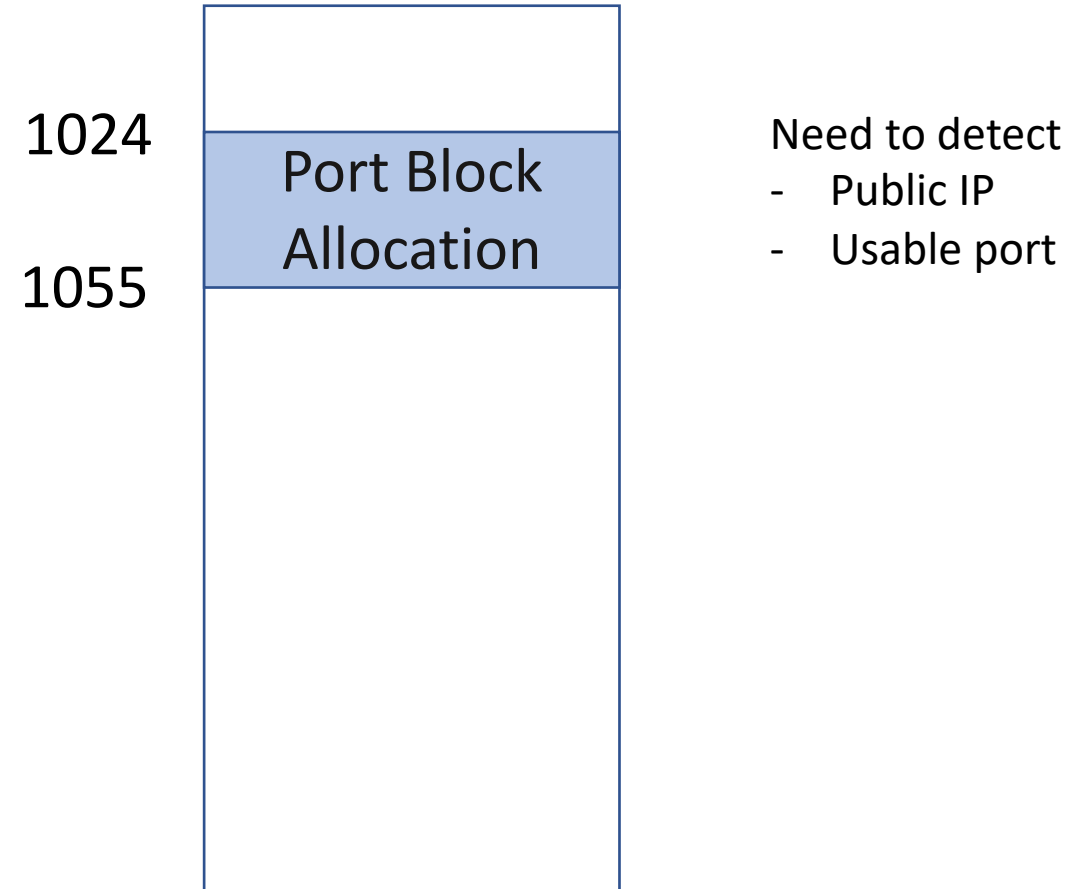 1024
Port Block
Allocation
1055
Need to detect
- Public IP
- Usable port